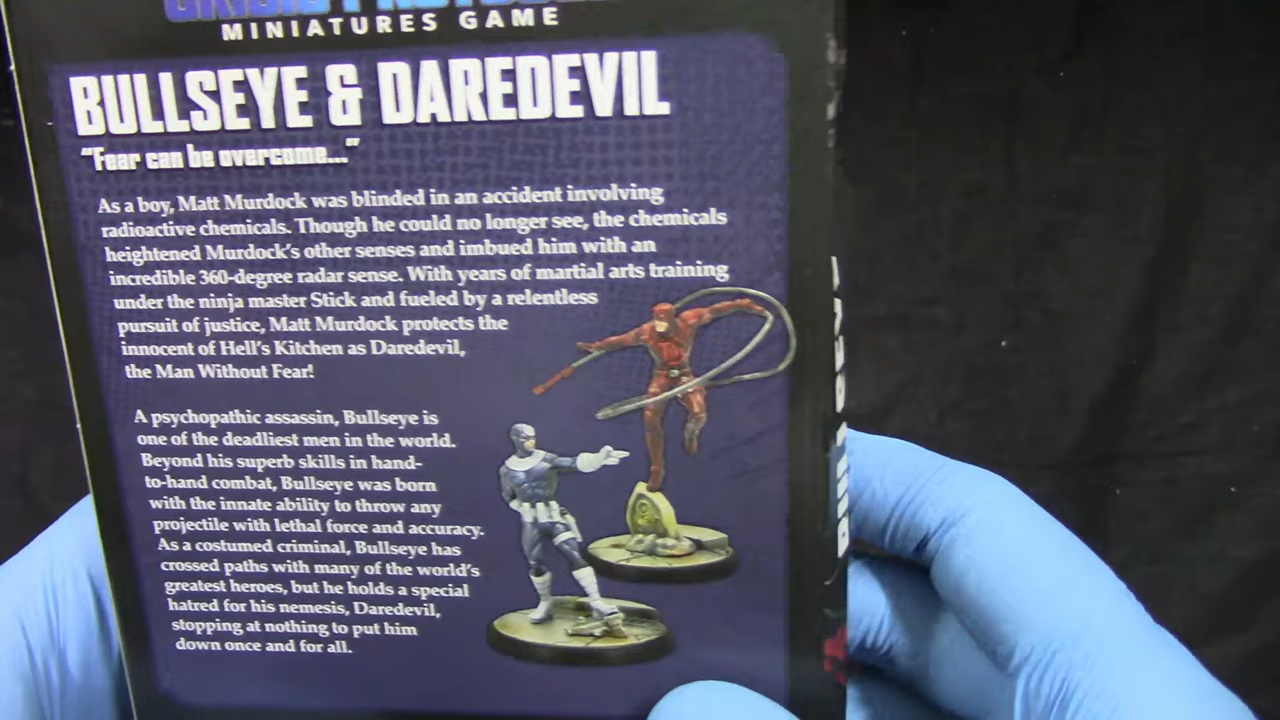 MINIATURES GAME
BULLSEYE & DAREDEVIL
"Fear can be overcome..."
As a boy, Matt Murdock was blinded in an accident involving
radioactive chemicals. Though he could no longer see, the chemicals
heightened Murdock's other senses and imbued him with an
incredible 360-degree radar sense. With years of martial arts training
under the ninja master Stick and fueled by a relentless
pursuit of justice, Matt Murdock protects the
innocent of Hell's Kitchen as Daredevil,
the Man Without Fear!
A psychopathic assassin, Bullseye is
one of the deadliest men in the world.
Beyond his superb skills in hand-
to-hand combat, Bullseye was born
with the innate ability to throw any
projectile with lethal force and accuracy.
As a costumed criminal, Bullseye has
crossed paths with many of the world's
greatest heroes, but he holds a special
hatred for his nemesis, Daredevil,
stopping at nothing to put him
down once and for all.